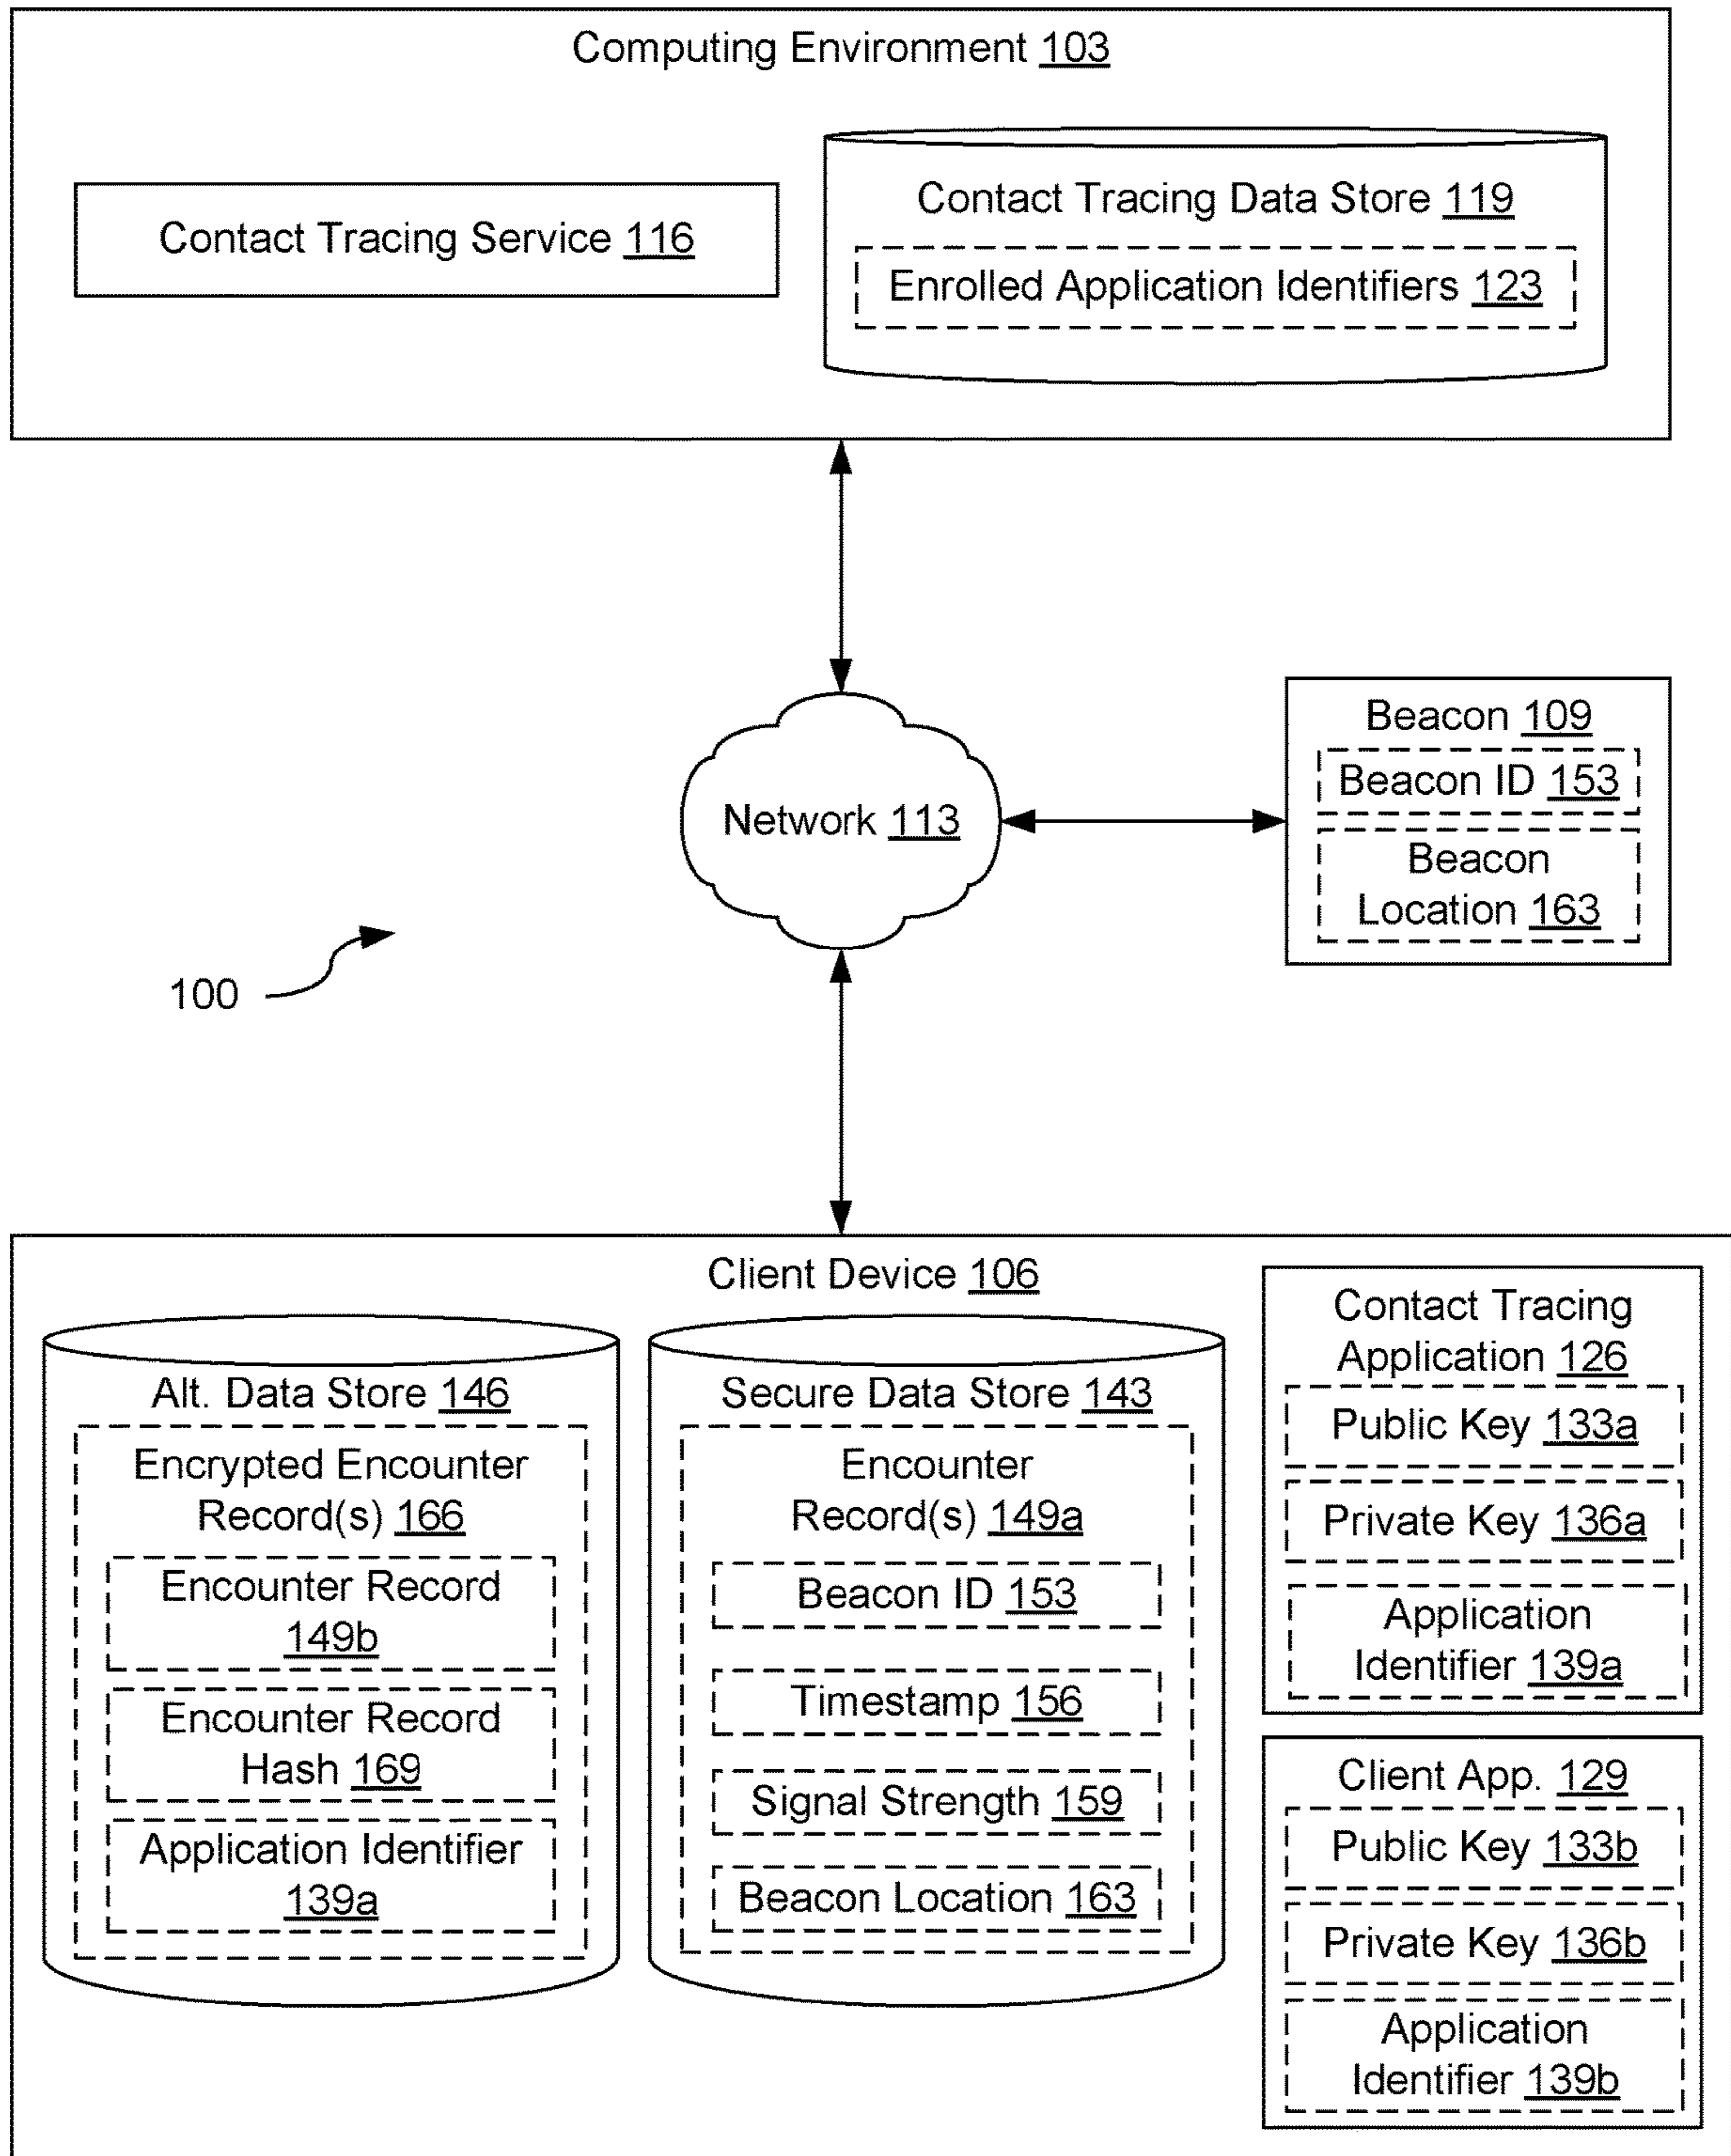 Computing Environment 103
Contact Tracing Service 116
Contact Tracing Data Store 119
Enrolled Application Identifiers 123
Network 113
Beacon 109
Beacon ID 153
Beacon
Location 163
100
Client Device 106
Alt. Data Store 146
Encrypted Encounter
Record(s) 166
Encounter Record
149b
Encounter Record
Hash 169
Application Identifier
139a
Secure Data Store 143
Encounter
Record(s) 149a
Beacon ID 153
Timestamp 156
Signal Strength 159
Beacon Location 163
Contact Tracing
Application 126
Public Key 133a
Private Key 136a
Application
Identifier 139a
Client App. 129
Public Key 133b
Private Key 136b
Application
Identifier 139b